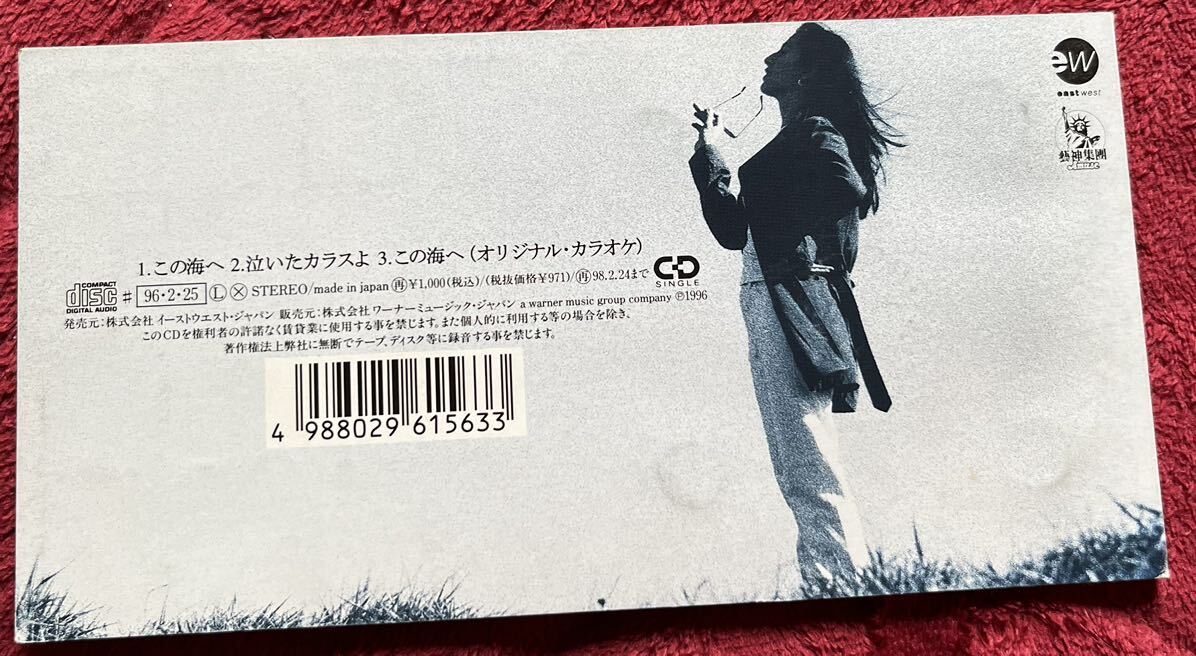 ew
eastwest
藝神集團
Amuse
1.この海へ 2.泣いたカラスよ 3.この海へ (オリジナル・カラオケ)
COMPACT disc DIGITAL AUDIO ♯ 96・2・25 Ⓛ Ⓧ STEREO/made in japan 再¥1,000(税込)/(税抜価格¥971)/再98.2.24まで CD SINGLE
発売元:株式会社 イーストウエスト・ジャパン 販売元:株式会社 ワーナーミュージック・ジャパン a warner music group company ℗1996
このCDを権利者の許諾なく賃貸業に使用する事を禁じます。また個人的に利用する等の場合を除き、
著作権法上弊社に無断でテープ、ディスク等に録音する事を禁じます。
4 988029 615633